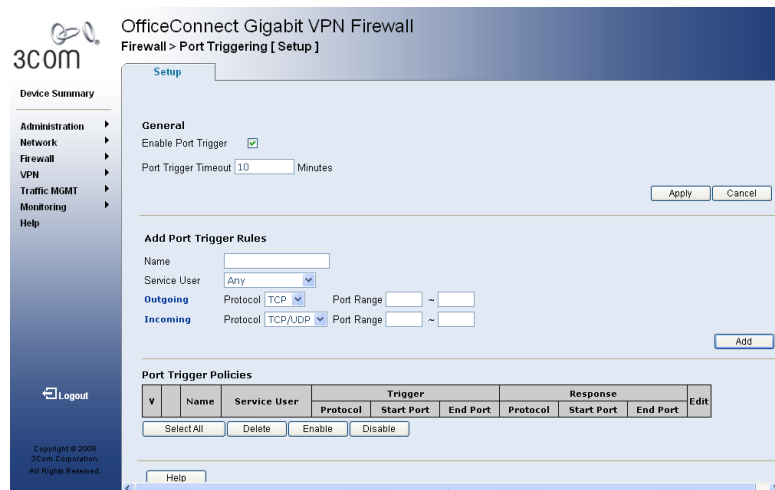 3COM
OfficeConnect Gigabit VPN Firewall
Firewall > Port Triggering [ Setup ]
Setup
Device Summary
Administration
Network
Firewall
VPN
Traffic MGMT
Monitoring
Help
Logout
Copyright © 2008
3Com Corporation.
All Rights Reserved.
General
Enable Port Trigger
Port Trigger Timeout 10 Minutes
Apply Cancel
Add Port Trigger Rules
Name
Service User Any
Outgoing Protocol TCP Port Range ~
Incoming Protocol TCP/UDP Port Range ~
Add
Port Trigger Policies
V Name Service User Trigger Response Edit
Protocol Start Port End Port Protocol Start Port End Port
Select All Delete Enable Disable
Help